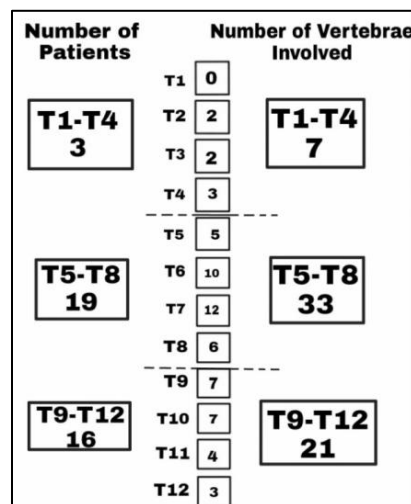 Number of Patients
Number of Vertebrae Involved
T1 0
T1-T4
3
T2 2
T1-T4
7
T3 2
T4 3
T5 5
T5-T8
19
T6 10
T5-T8
33
T7 12
T8 6
T9 7
T9-T12
16
T10 7
T9-T12
21
T11 4
T12 3